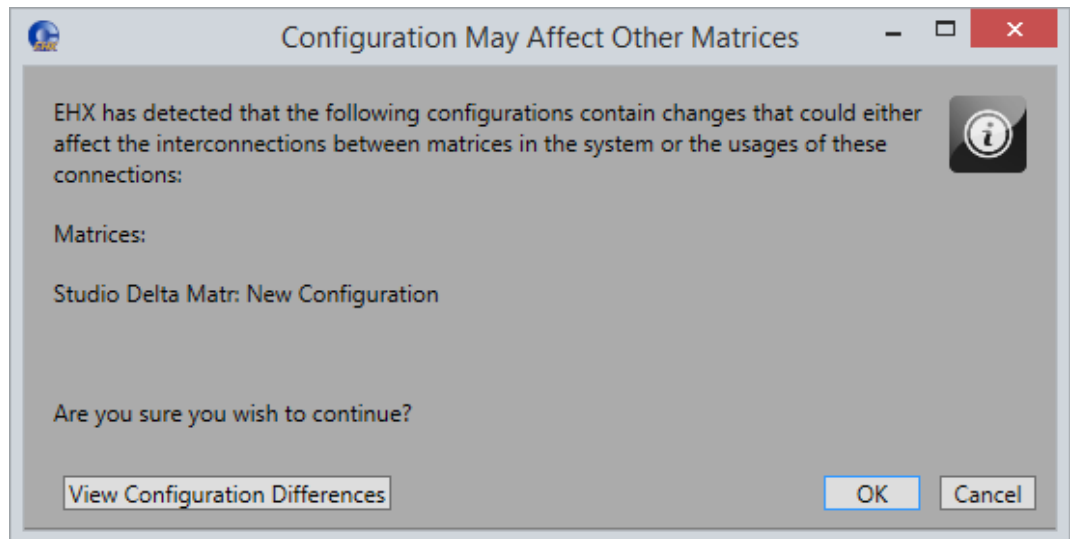 Configuration May Affect Other Matrices
EHX has detected that the following configurations contain changes that could either
affect the interconnections between matrices in the system or the usages of these
connections:
Matrices:
Studio Delta Matr: New Configuration
Are you sure you wish to continue?
View Configuration Differences
OK
Cancel